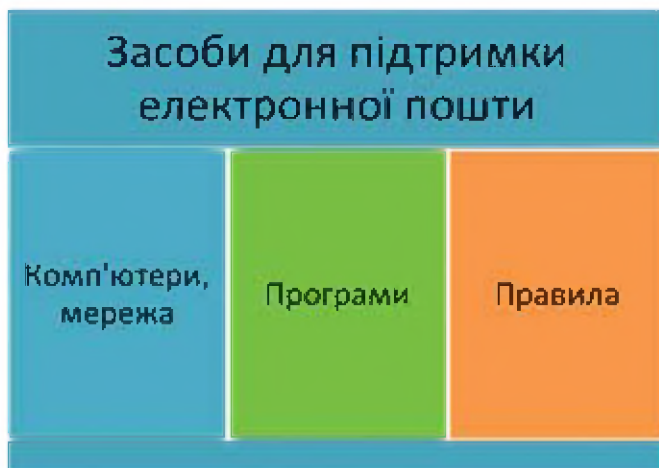 Засоби для підтримки
електронної пошти
Комп'ютери,
мережа
Програми
Правила